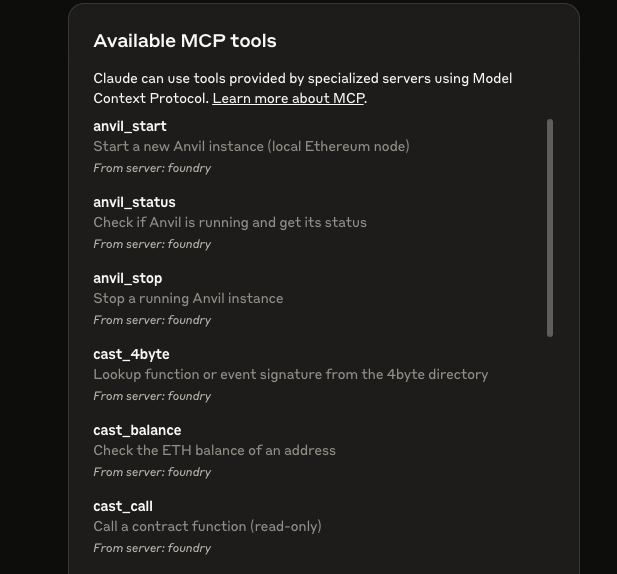 Available MCP tools
Claude can use tools provided by specialized servers using Model
Context Protocol. Learn more about MCP.
anvil_start
Start a new Anvil instance (local Ethereum node)
From server: foundry
anvil_status
Check if Anvil is running and get its status
From server: foundry
anvil_stop
Stop a running Anvil instance
From server: foundry
cast_4byte
Lookup function or event signature from the 4byte directory
From server: foundry
cast_balance
Check the ETH balance of an address
From server: foundry
cast_call
Call a contract function (read-only)
From server: foundry